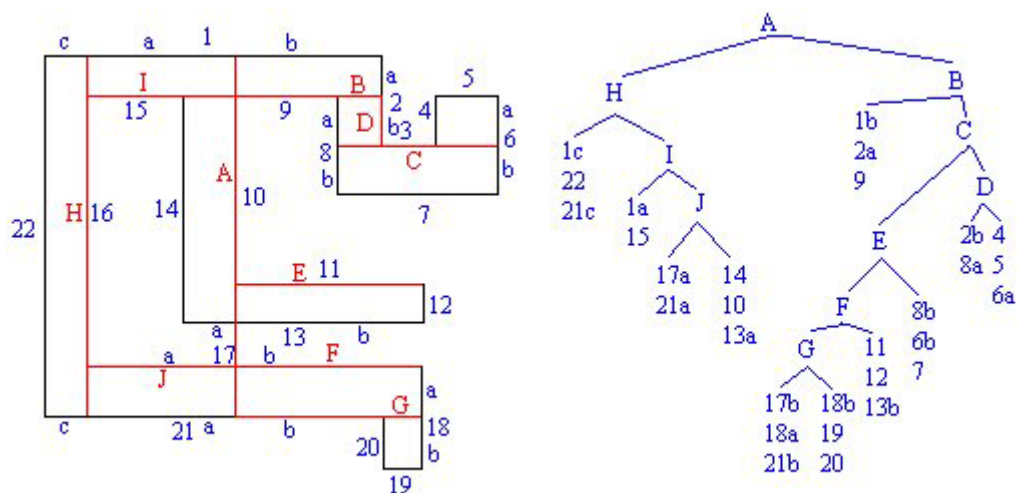 c a 1 b
A
I B a 5
H B
15 9 a D 2 4 a
b 3 6
1b C
8 C
1c I 2a
b b
22 9 D
A
21c 1a J
H 16 14 10 7
15 2b 4
22 E
8a 5
17a 14
E 11 6a
21a 10 F 8b
12
13a 6b
G 11
a 13 b 7
12
a 17 b F
17b 18b 13b
J a
G 18a 19
18
c 21 a b 20 b 21b 20
19